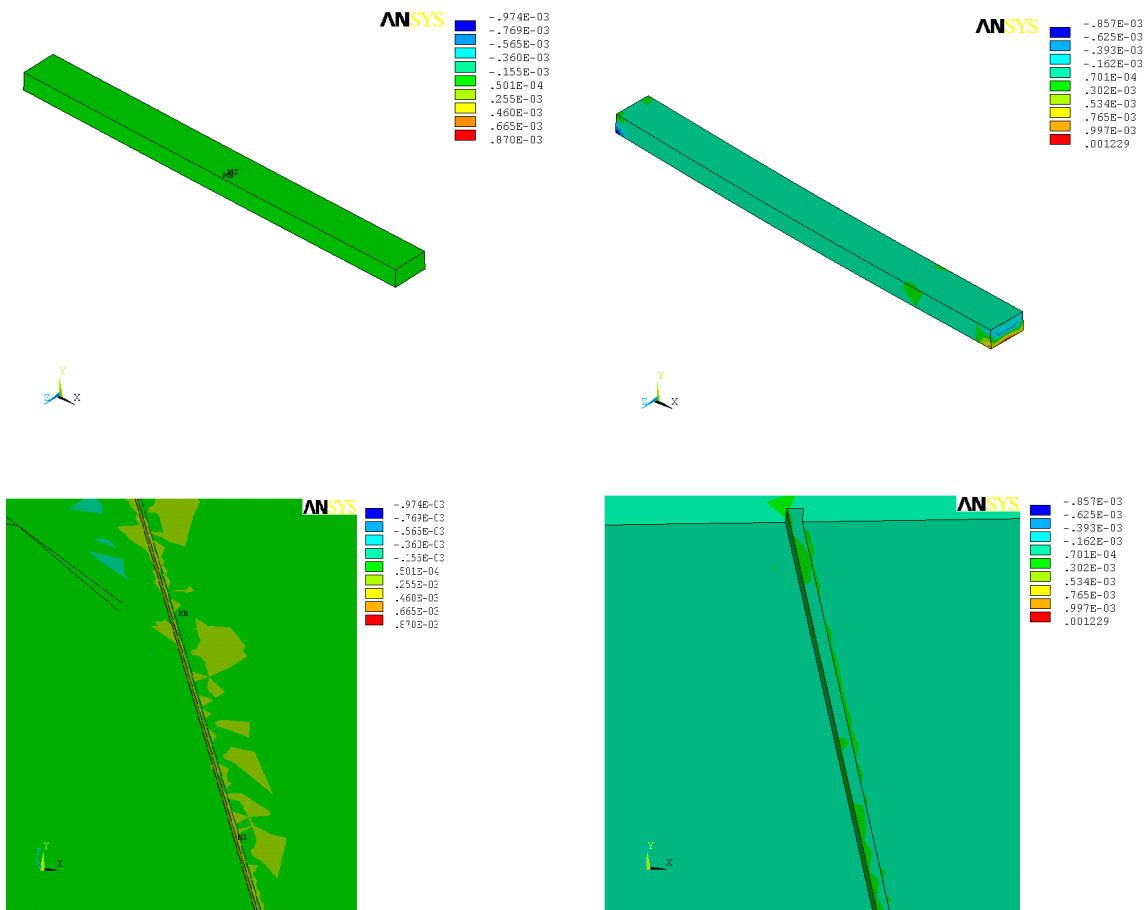 ANSYS
-.974E-03
-.769E-03
-.565E-03
-.360E-03
-.155E-03
.501E-04
.255E-03
.460E-03
.665E-03
.870E-03
MX
Y
Z X
ANSYS
-.857E-03
-.625E-03
-.393E-03
-.162E-03
.701E-04
.302E-03
.534E-03
.765E-03
.997E-03
.001229
Y
Z X
ANSYS
-.974E-03
-.769E-03
-.565E-03
-.360E-03
-.155E-03
.501E-04
.255E-03
.460E-03
.665E-03
.870E-03
MN
MX
Y
X
ANSYS
-.857E-03
-.625E-03
-.393E-03
-.162E-03
.701E-04
.302E-03
.534E-03
.765E-03
.997E-03
.001229
Y
X